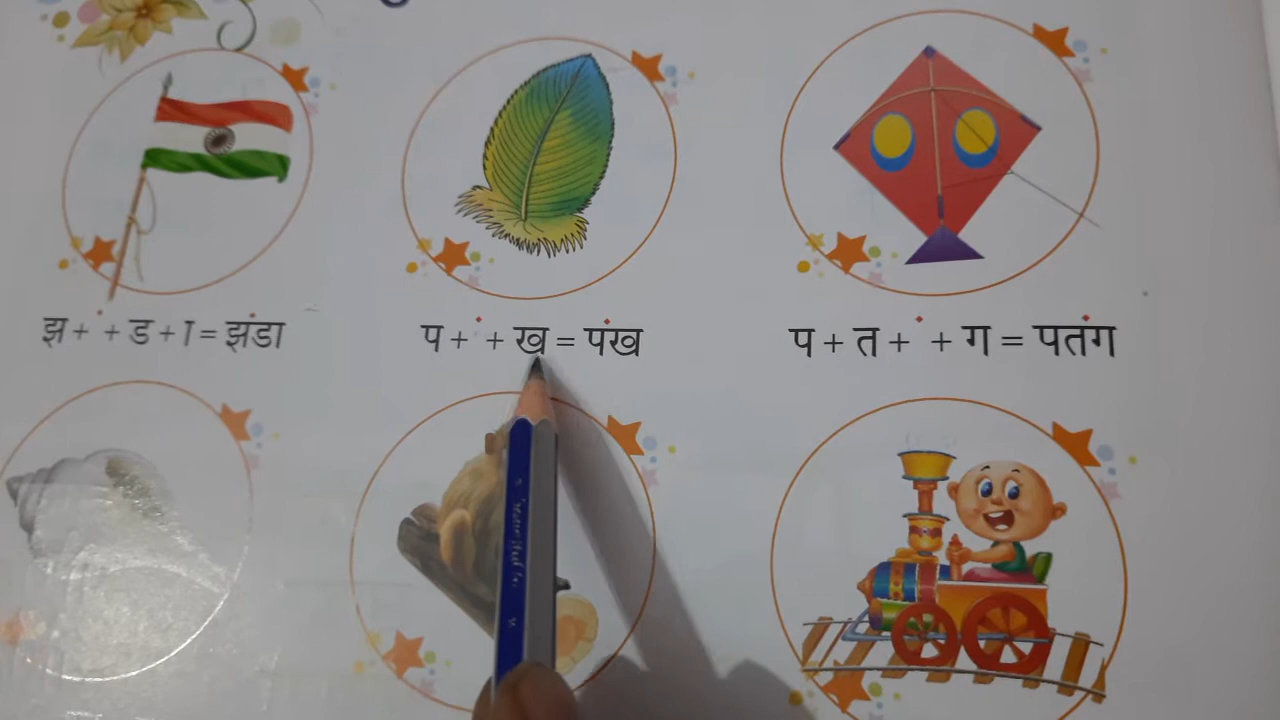 झ + ं + ड + ा = झंडा
प + ं + ख = पंख
प + त + ं + ग = पतंग